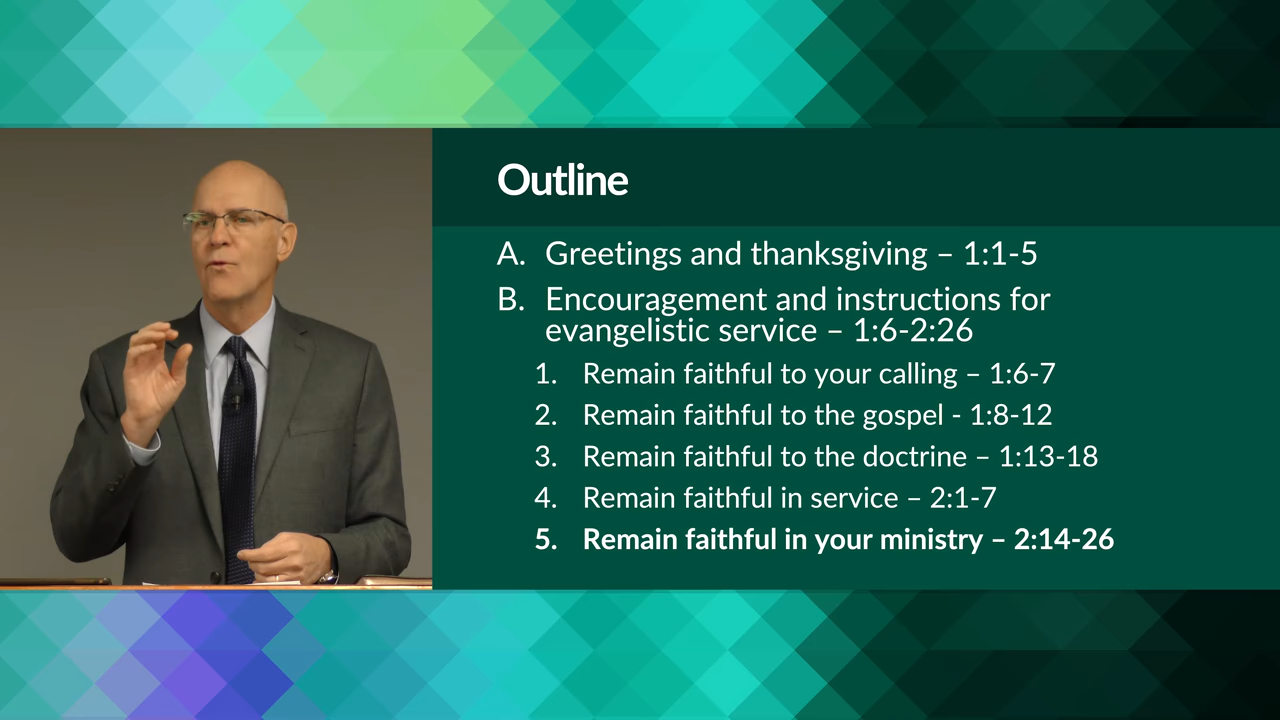 Outline
A. Greetings and thanksgiving – 1:1-5
B. Encouragement and instructions for
evangelistic service – 1:6-2:26
1. Remain faithful to your calling – 1:6-7
2. Remain faithful to the gospel - 1:8-12
3. Remain faithful to the doctrine – 1:13-18
4. Remain faithful in service – 2:1-7
5. Remain faithful in your ministry – 2:14-26